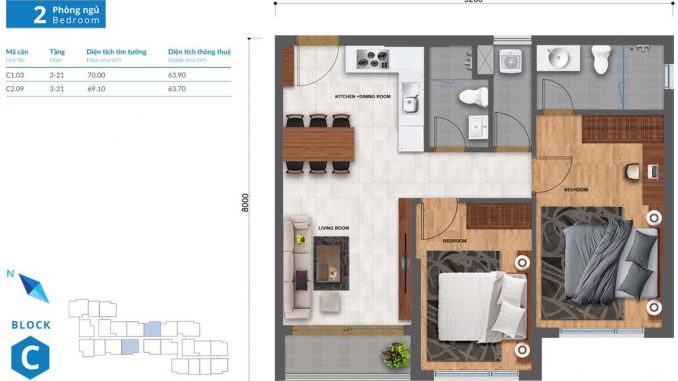 2 Phòng ngủ
Bedroom
Mã căn Tầng Diện tích tim tường Diện tích thông thuỷ
Unit No. Floor Floor area (m²) Usable area (m²)
C1.03 3-21 70.00 63.90
C2.09 3-21 69.10 63.70
8000
KITCHEN +DINING ROOM
LIVING ROOM
BEDROOM
BEDROOM
N
BLOCK
C